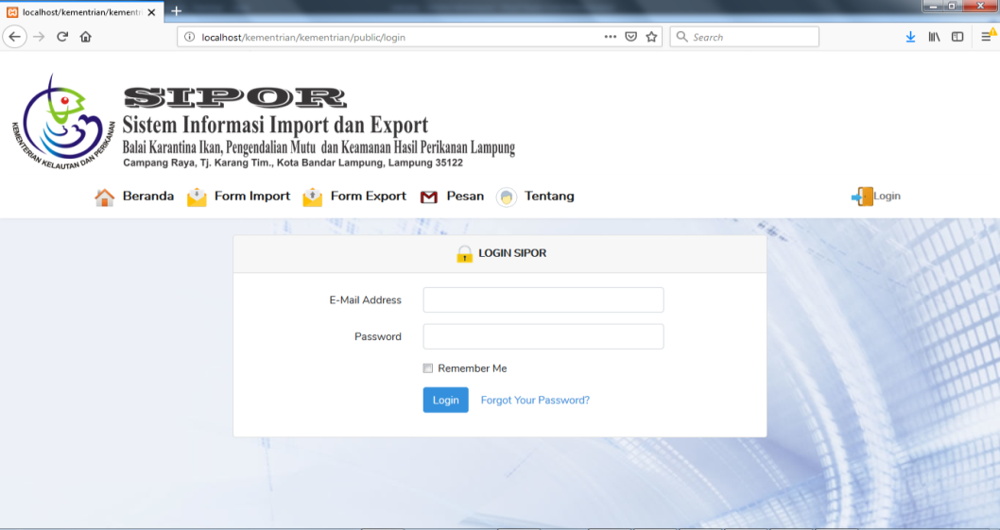 localhost/kementrian/kementri
localhost/kementrian/kementrian/public/login
Search
KEMENTERIAN KELAUTAN DAN PERIKANAN
SIPOR
Sistem Informasi Import dan Export
Balai Karantina Ikan, Pengendalian Mutu dan Keamanan Hasil Perikanan Lampung
Campang Raya, Tj. Karang Tim., Kota Bandar Lampung, Lampung 35122
Beranda Form Import Form Export Pesan Tentang Login
LOGIN SIPOR
E-Mail Address
Password
Remember Me
Login Forgot Your Password?